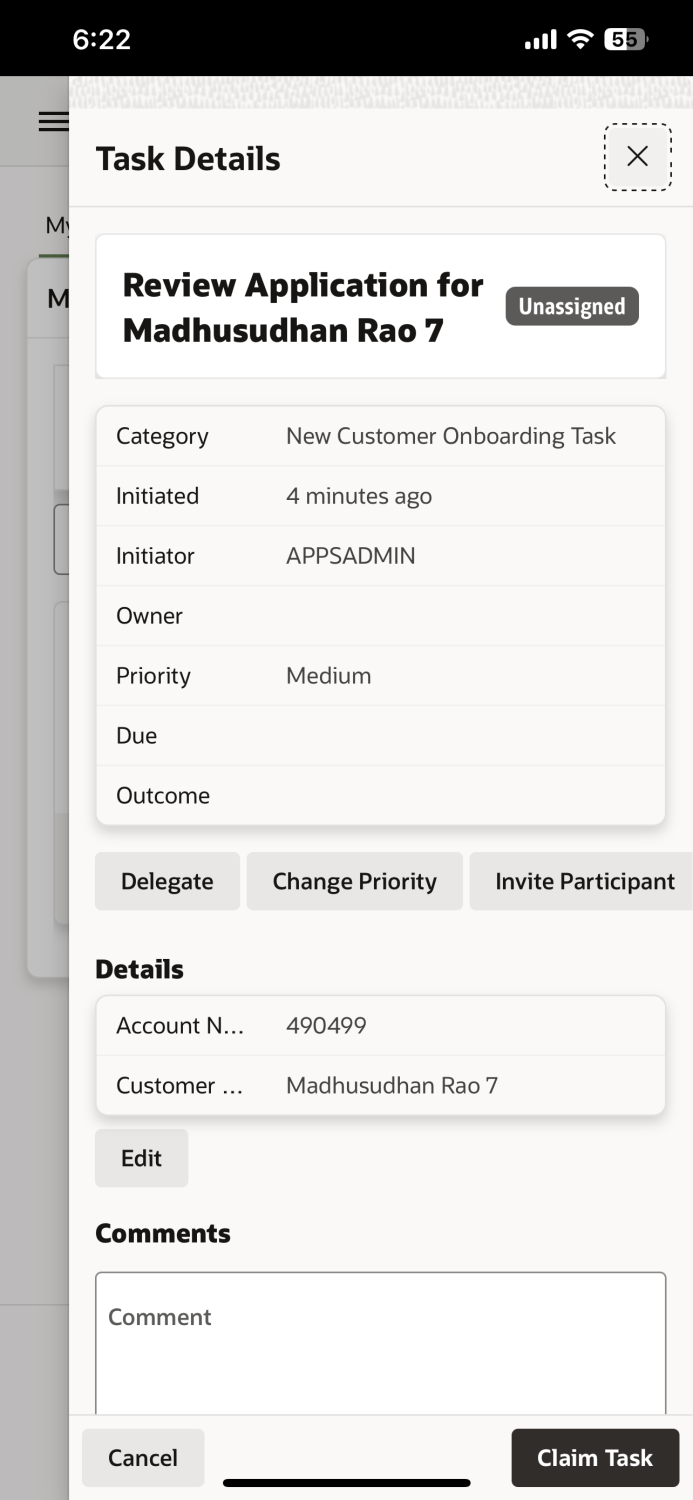 6:22
55
My
M
Task Details
Review Application for
Madhusudhan Rao 7
Unassigned
Category New Customer Onboarding Task
Initiated 4 minutes ago
Initiator APPSADMIN
Owner
Priority Medium
Due
Outcome
Delegate Change Priority Invite Participant
Details
Account N... 490499
Customer ... Madhusudhan Rao 7
Edit
Comments
Comment
Cancel Claim Task